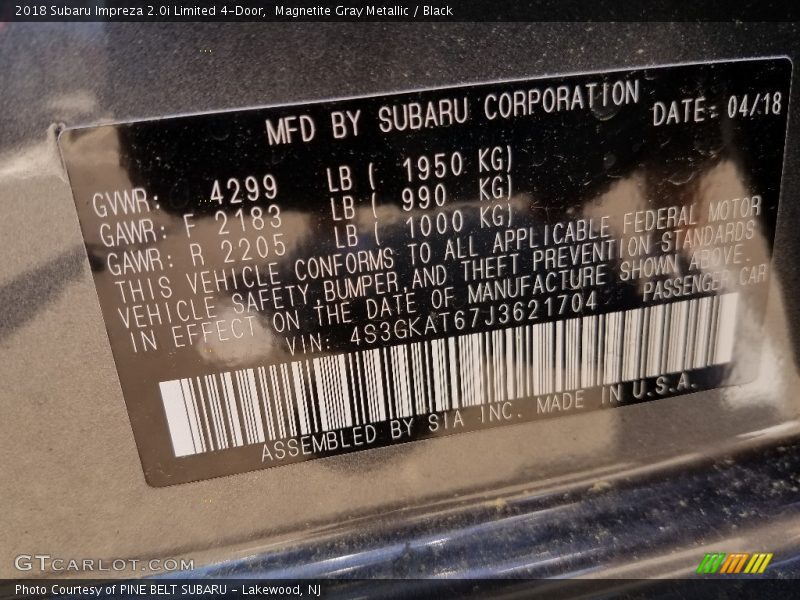 2018 Subaru Impreza 2.0i Limited 4-Door, Magnetite Gray Metallic / Black
MFD BY SUBARU CORPORATION DATE: 04/18
GVWR: 4299 LB ( 1950 KG)
GAWR: F 2183 LB ( 990 KG)
GAWR: R 2205 LB ( 1000 KG)
THIS VEHICLE CONFORMS TO ALL APPLICABLE FEDERAL MOTOR
VEHICLE SAFETY,BUMPER,AND THEFT PREVENTION STANDARDS
IN EFFECT ON THE DATE OF MANUFACTURE SHOWN ABOVE.
VIN: 4S3GKAT67J3621704 PASSENGER CAR
ASSEMBLED BY SIA INC. MADE IN U.S.A.
GTCARLOT.COM
Photo Courtesy of PINE BELT SUBARU - Lakewood, NJ